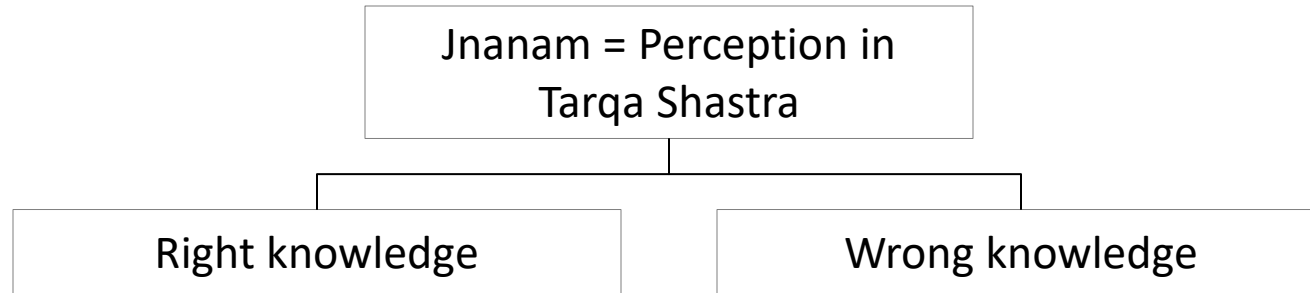 Jnanam = Perception in
Tarqa Shastra
Right knowledge
Wrong knowledge